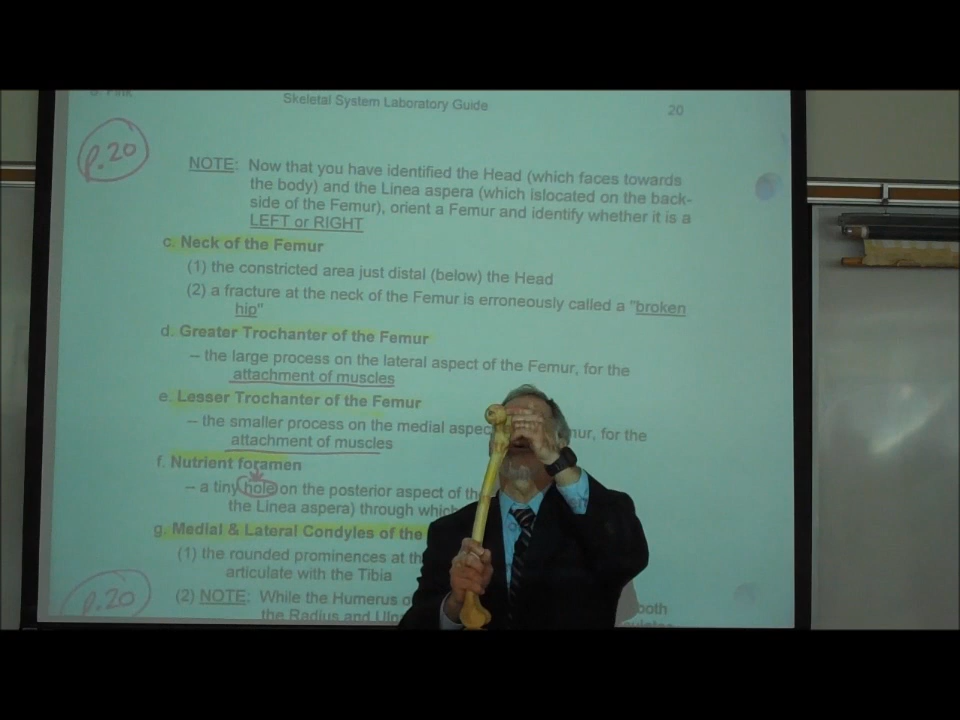 Skeletal System Laboratory Guide 20
p.20
NOTE: Now that you have identified the Head (which faces towards
the body) and the Linea aspera (which islocated on the back-
side of the Femur), orient a Femur and identify whether it is a
LEFT or RIGHT
c. Neck of the Femur
(1) the constricted area just distal (below) the Head
(2) a fracture at the neck of the Femur is erroneously called a "broken
hip"
d. Greater Trochanter of the Femur
– the large process on the lateral aspect of the Femur, for the
attachment of muscles
e. Lesser Trochanter of the Femur
– the smaller process on the medial aspec mur, for the
attachment of muscles
f. Nutrient foramen
– a tiny hole on the posterior aspect of th
the Linea aspera) through which
g. Medial & Lateral Condyles of the
(1) the rounded prominences at th
articulate with the Tibia
p.20
(2) NOTE: While the Humerus both
the Radius and Uln